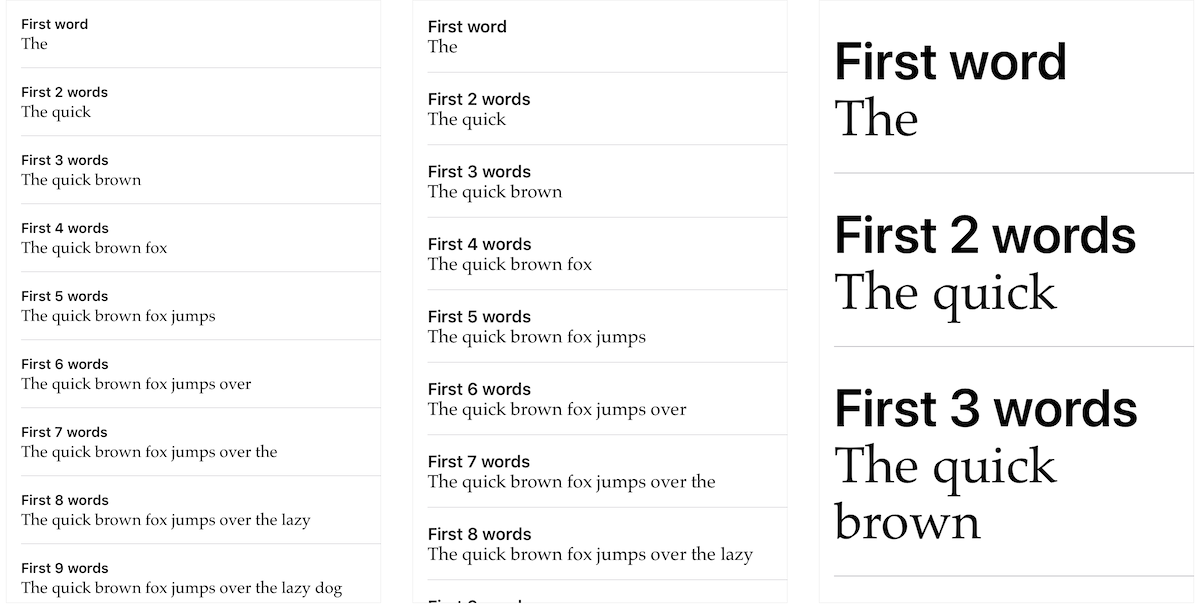 First word
The
First 2 words
The quick
First 3 words
The quick brown
First 4 words
The quick brown fox
First 5 words
The quick brown fox jumps
First 6 words
The quick brown fox jumps over
First 7 words
The quick brown fox jumps over the
First 8 words
The quick brown fox jumps over the lazy
First 9 words
The quick brown fox jumps over the lazy dog
First word
The
First 2 words
The quick
First 3 words
The quick brown
First 4 words
The quick brown fox
First 5 words
The quick brown fox jumps
First 6 words
The quick brown fox jumps over
First 7 words
The quick brown fox jumps over the
First 8 words
The quick brown fox jumps over the lazy
First word
The
First 2 words
The quick
First 3 words
The quick
brown